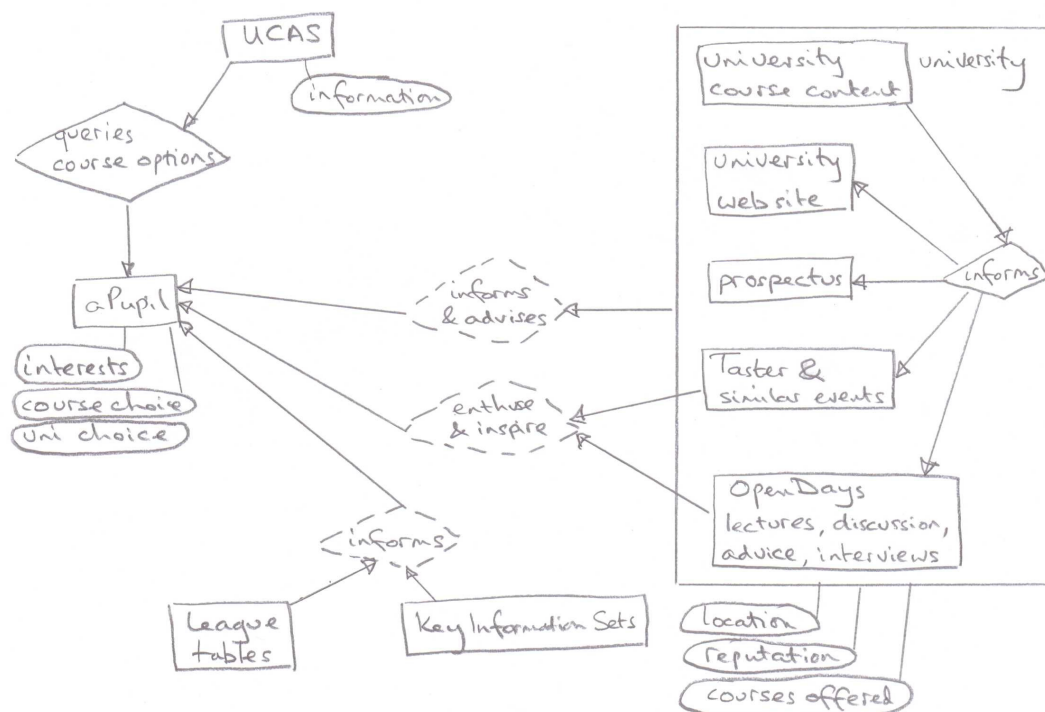 UCAS
information
queries
course options
aPupil
interests
course choice
uni choice
informs
& advises
enthuse
& inspire
informs
League
tables
Key Information Sets
university
university
course content
university
website
prospectus
informs
Taster &
similar events
OpenDays
lectures, discussion,
advice, interviews
location
reputation
courses offered